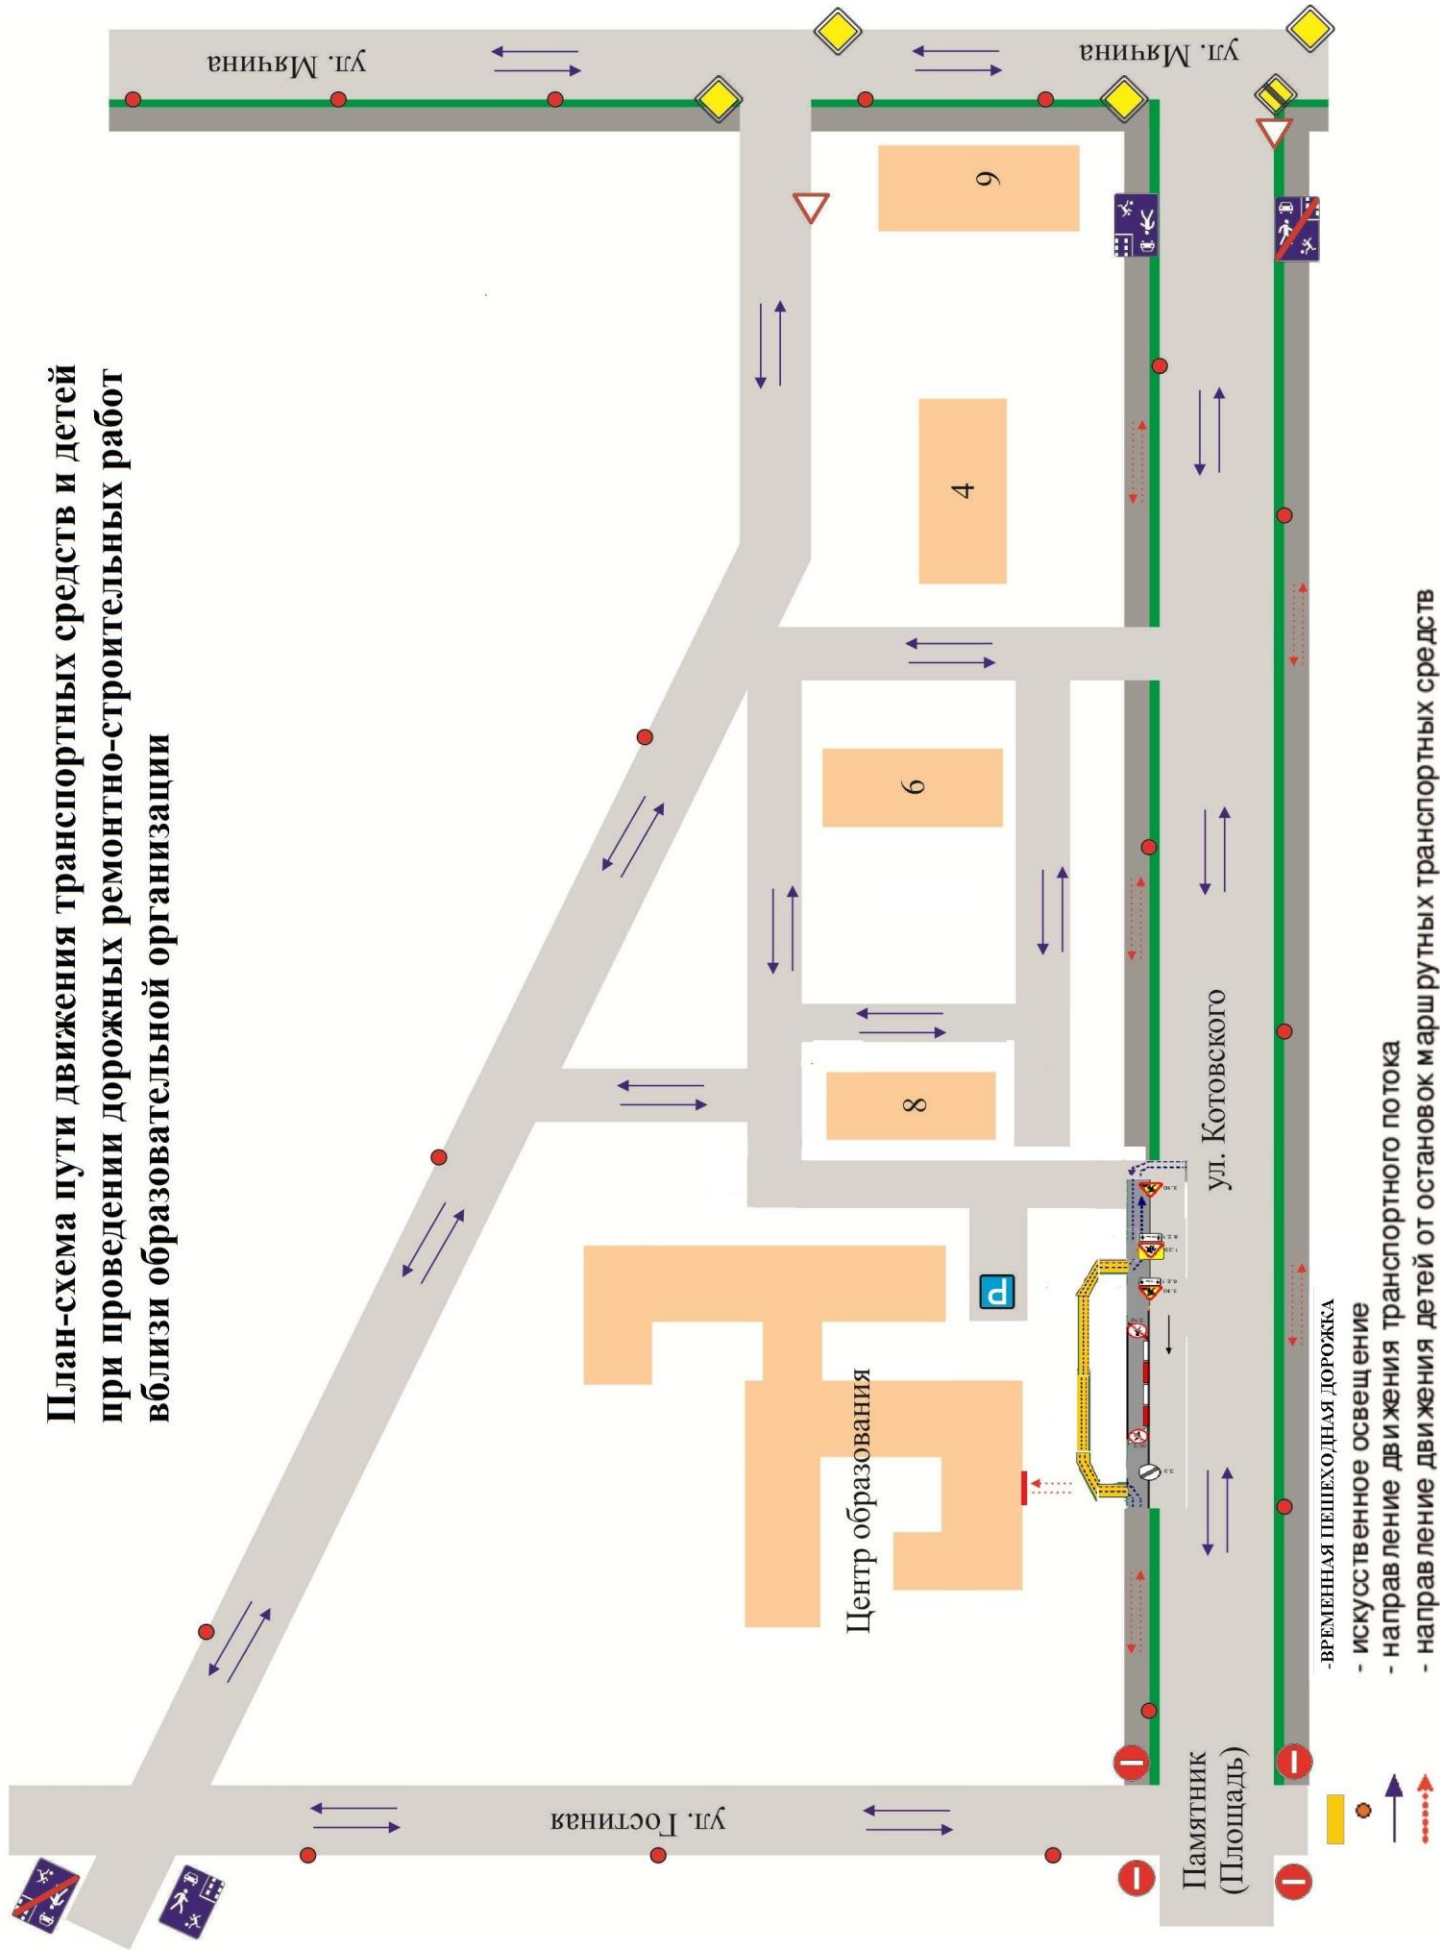 План-схема пути движения транспортных средств и детей
при проведении дорожных ремонтно-строительных работ
вблизи образовательной организации
ул. Мячина
ул. Мячина
9
4
6
8
P
Центр образования
ул. Котовского
ул. Гостиная
Памятник
(Площадь)
-ВРЕМЕННАЯ ПЕШЕХОДНАЯ ДОРОЖКА
- искусственное освещение
- направление движения транспортного потока
- направление движения детей от остановок маршрутных транспортных средств